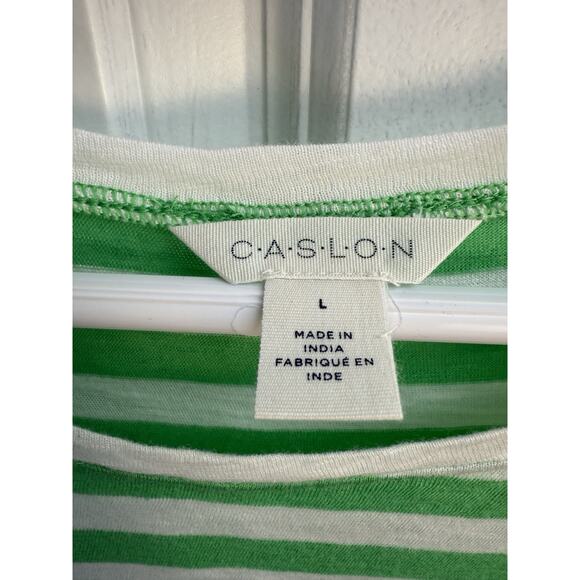 C·A·S·L·O·N
L
MADE IN
INDIA
FABRIQUÉ EN
INDE